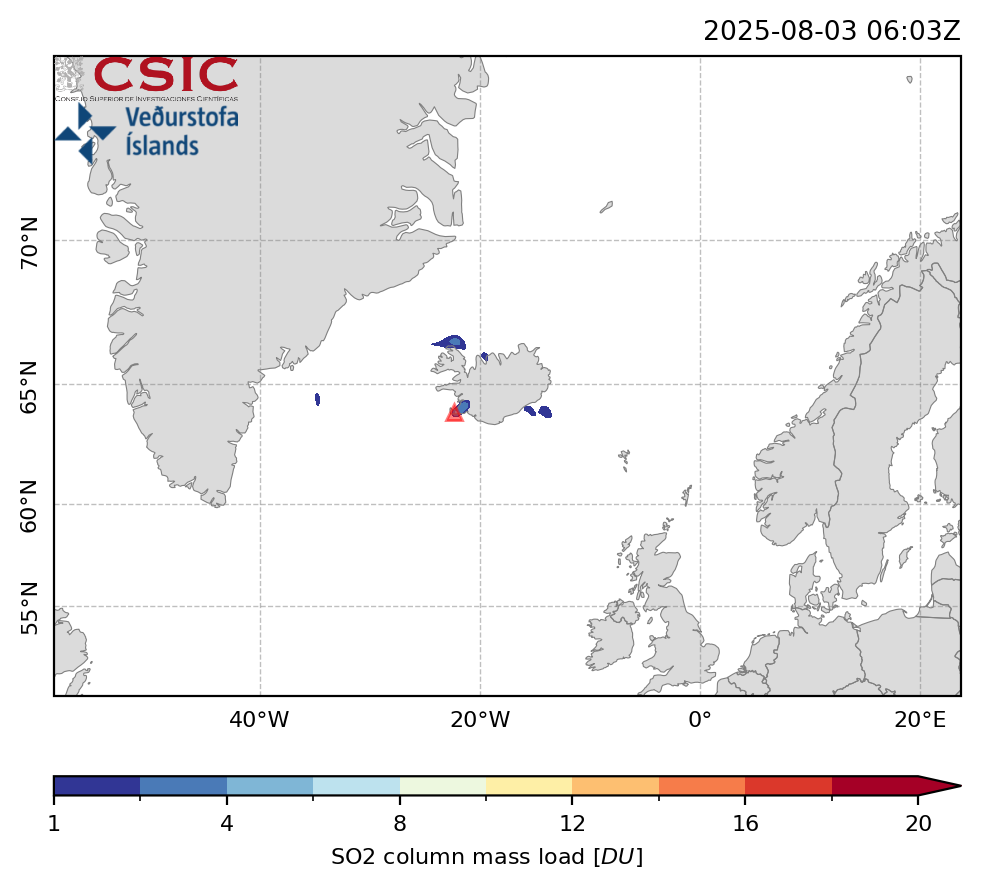 2025-08-03 06:03Z
CSIC
CONSEJO SUPERIOR DE INVESTIGACIONES CIENTÍFICAS
Veðurstofa
Íslands
70°N
65°N
60°N
55°N
40°W 20°W 0° 20°E
1 4 8 12 16 20
SO2 column mass load [DU]